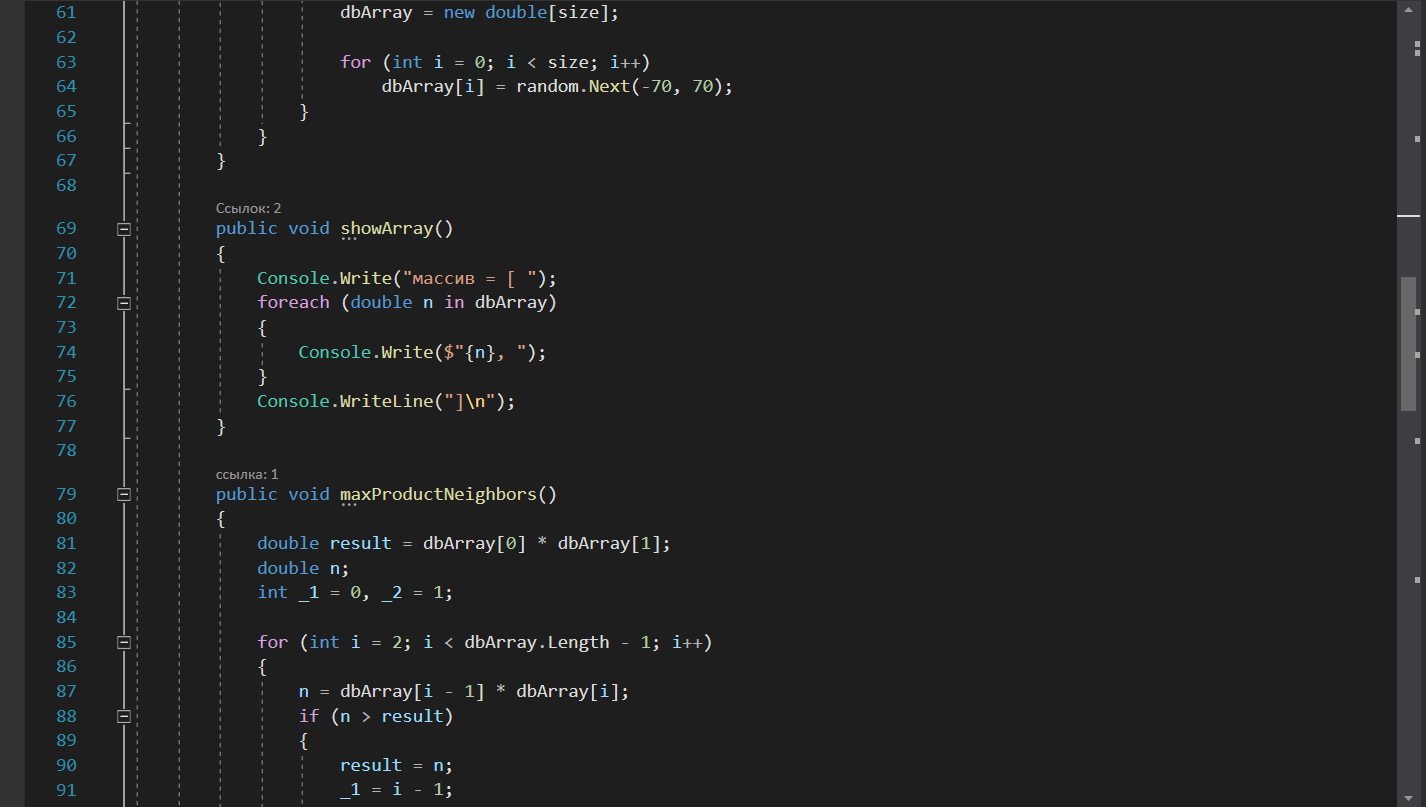 61 dbArray = new double[size];
62
63 for (int i = 0; i < size; i++)
64 dbArray[i] = random.Next(-70, 70);
65 }
66 }
67 }
68
Ссылок: 2
69 public void showArray()
70 {
71 Console.Write("массив = [ ");
72 foreach (double n in dbArray)
73 {
74 Console.Write($"{n}, ");
75 }
76 Console.WriteLine("]\n");
77 }
78
ссылка: 1
79 public void maxProductNeighbors()
80 {
81 double result = dbArray[0] * dbArray[1];
82 double n;
83 int _1 = 0, _2 = 1;
84
85 for (int i = 2; i < dbArray.Length - 1; i++)
86 {
87 n = dbArray[i - 1] * dbArray[i];
88 if (n > result)
89 {
90 result = n;
91 _1 = i - 1;